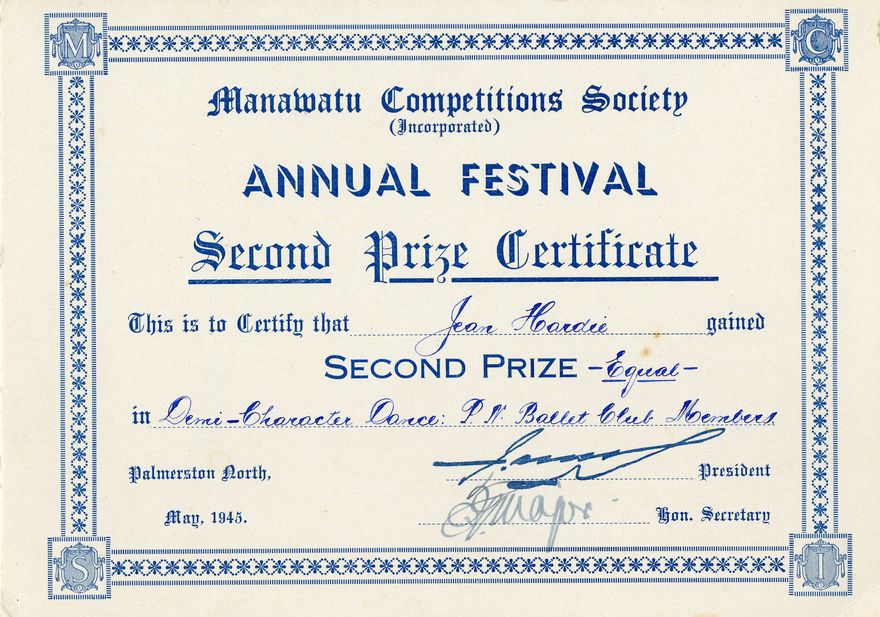 M C
Manawatu Competitions Society
(Incorporated)
ANNUAL FESTIVAL
Second Prize Certificate
This is to Certify that Jean Hardie gained
SECOND PRIZE - Equal -
in Demi-Character Dance: P. N. Ballet Club Members
Palmerston North, President
May, 1945. Major Hon. Secretary
S I